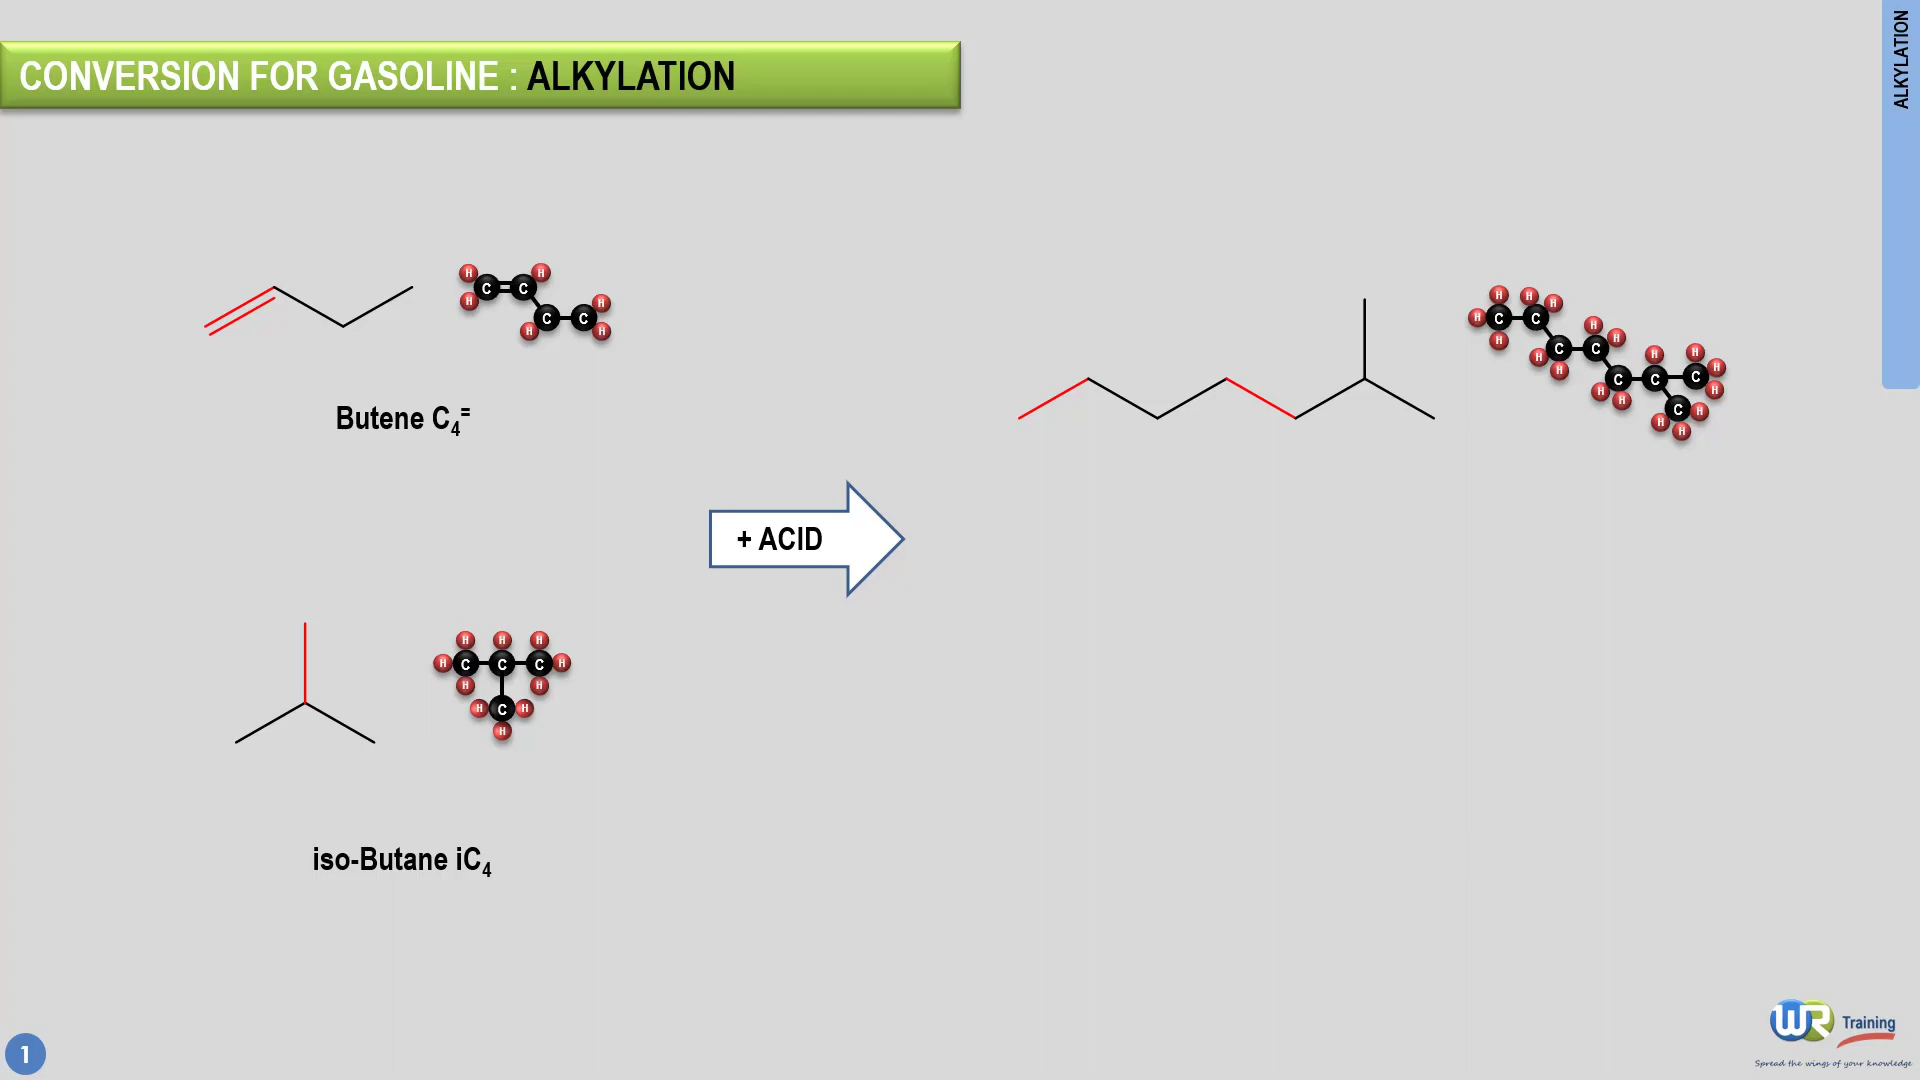 CONVERSION FOR GASOLINE : ALKYLATION
ALKYLATION
H H H H H H H
C C C C
Butene C4=
H H H H H H H H H H H H H H H H H H
C C C C C C C C
+ ACID
H H H H H H H H H H
C C C C
iso-Butane iC4
1
WR Training
Spread the wings of your knowledge